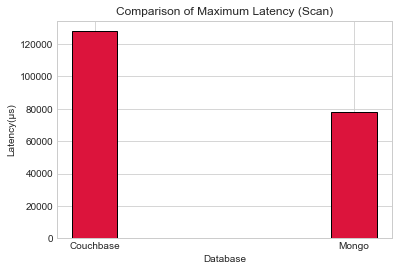 Comparison of Maximum Latency (Scan)
120000
100000
80000
60000
40000
20000
0
Latency(μs)
Couchbase Mongo
Database